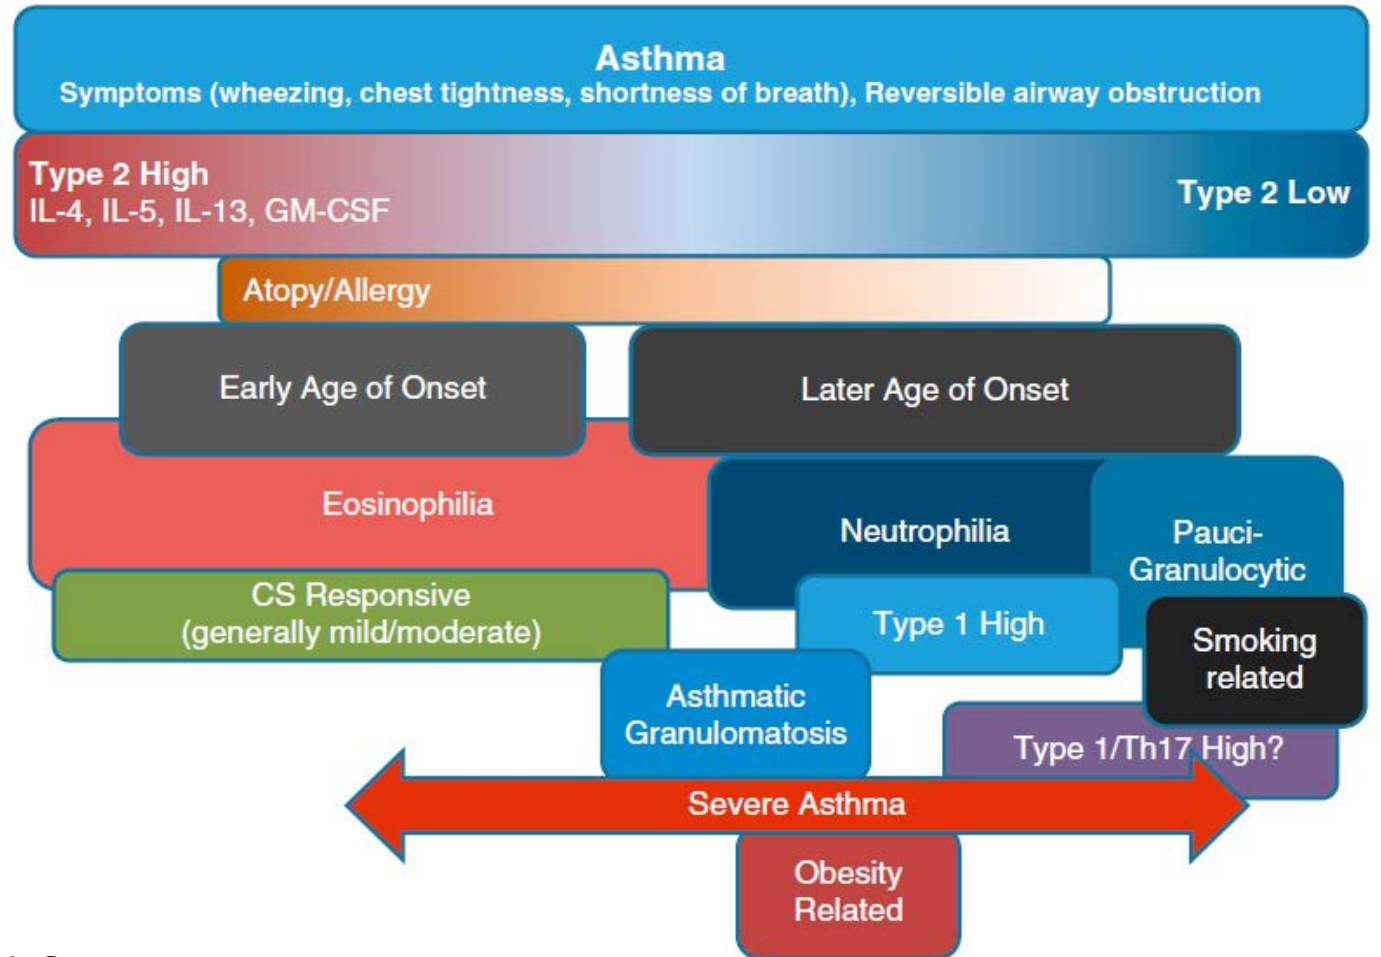 Asthma
Symptoms (wheezing, chest tightness, shortness of breath), Reversible airway obstruction
Type 2 High
IL-4, IL-5, IL-13, GM-CSF
Type 2 Low
Atopy/Allergy
Early Age of Onset
Later Age of Onset
Eosinophilia
Neutrophilia
Pauci-
Granulocytic
CS Responsive
(generally mild/moderate)
Type 1 High
Smoking
related
Asthmatic
Granulomatosis
Type 1/Th17 High?
Severe Asthma
Obesity
Related